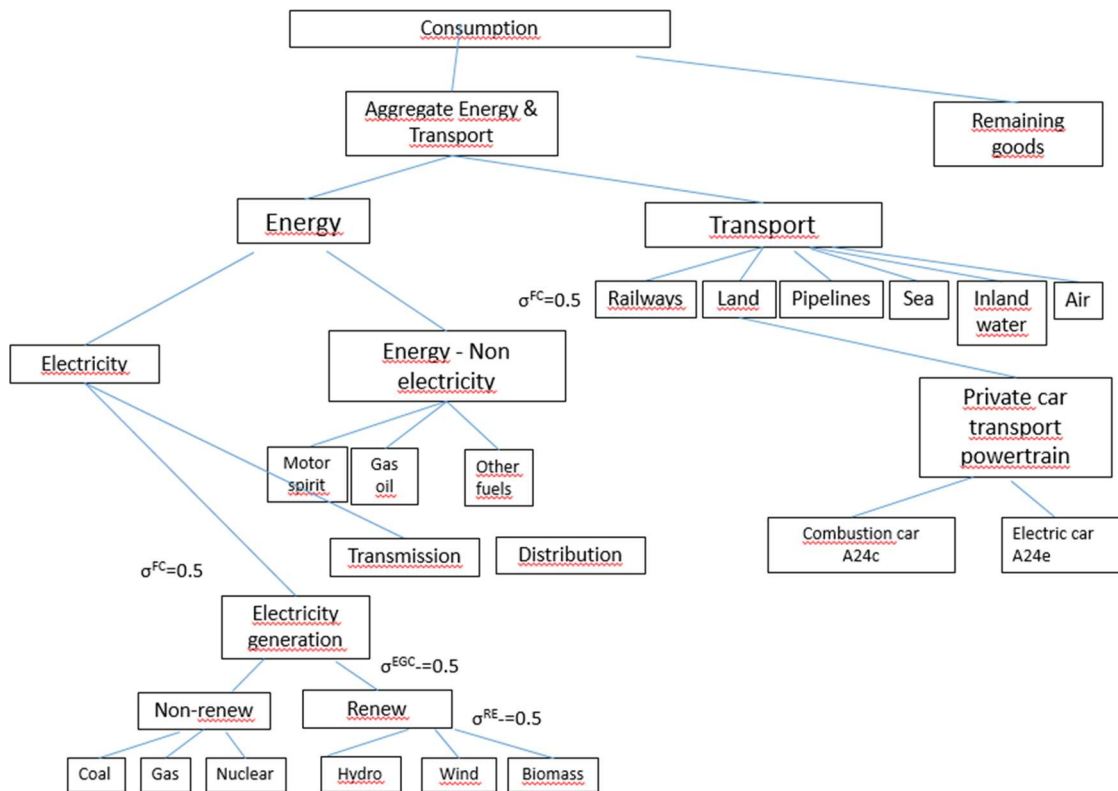 Consumption
Aggregate Energy &
Transport
Remaining
goods
Energy
Transport
σFC=0.5
Railways
Land
Pipelines
Sea
Inland
water
Air
Electricity
Energy - Non
electricity
Private car
transport
powertrain
Motor
spirit
Gas
oil
Other
fuels
Combustion car
A24c
Electric car
A24e
Transmission
Distribution
σFC=0.5
Electricity
generation
σEGC-=0.5
Non-renew
Renew
σRE-=0.5
Coal
Gas
Nuclear
Hydro
Wind
Biomass